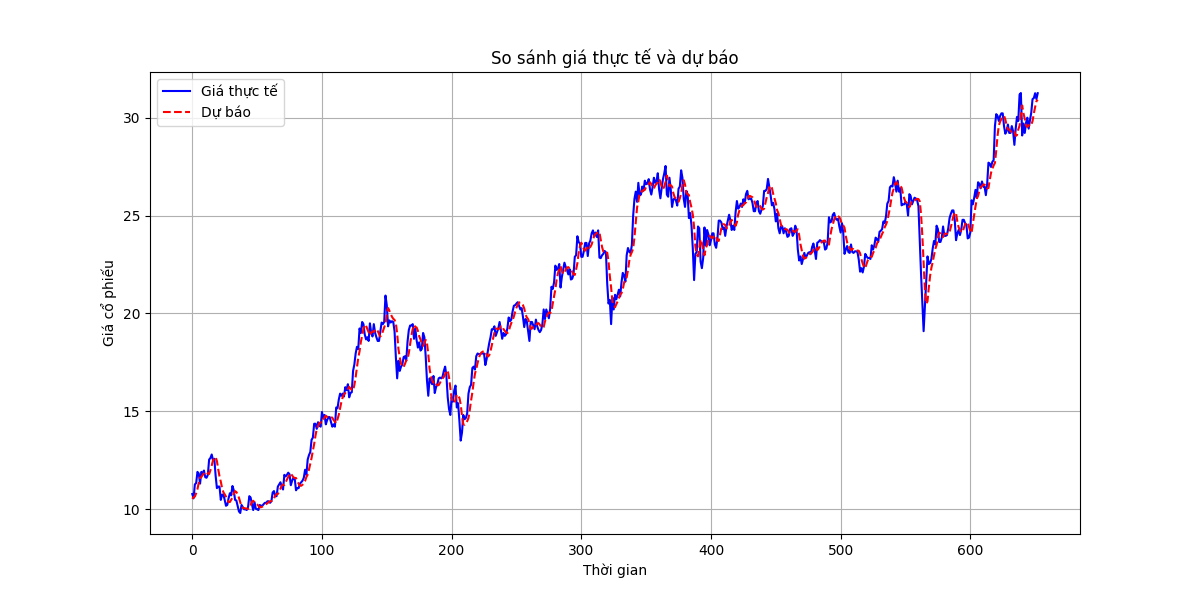 So sánh giá thực tế và dự báo
Giá thực tế
Dự báo
Giá cổ phiếu
30
25
20
15
10
0 100 200 300 400 500 600
Thời gian